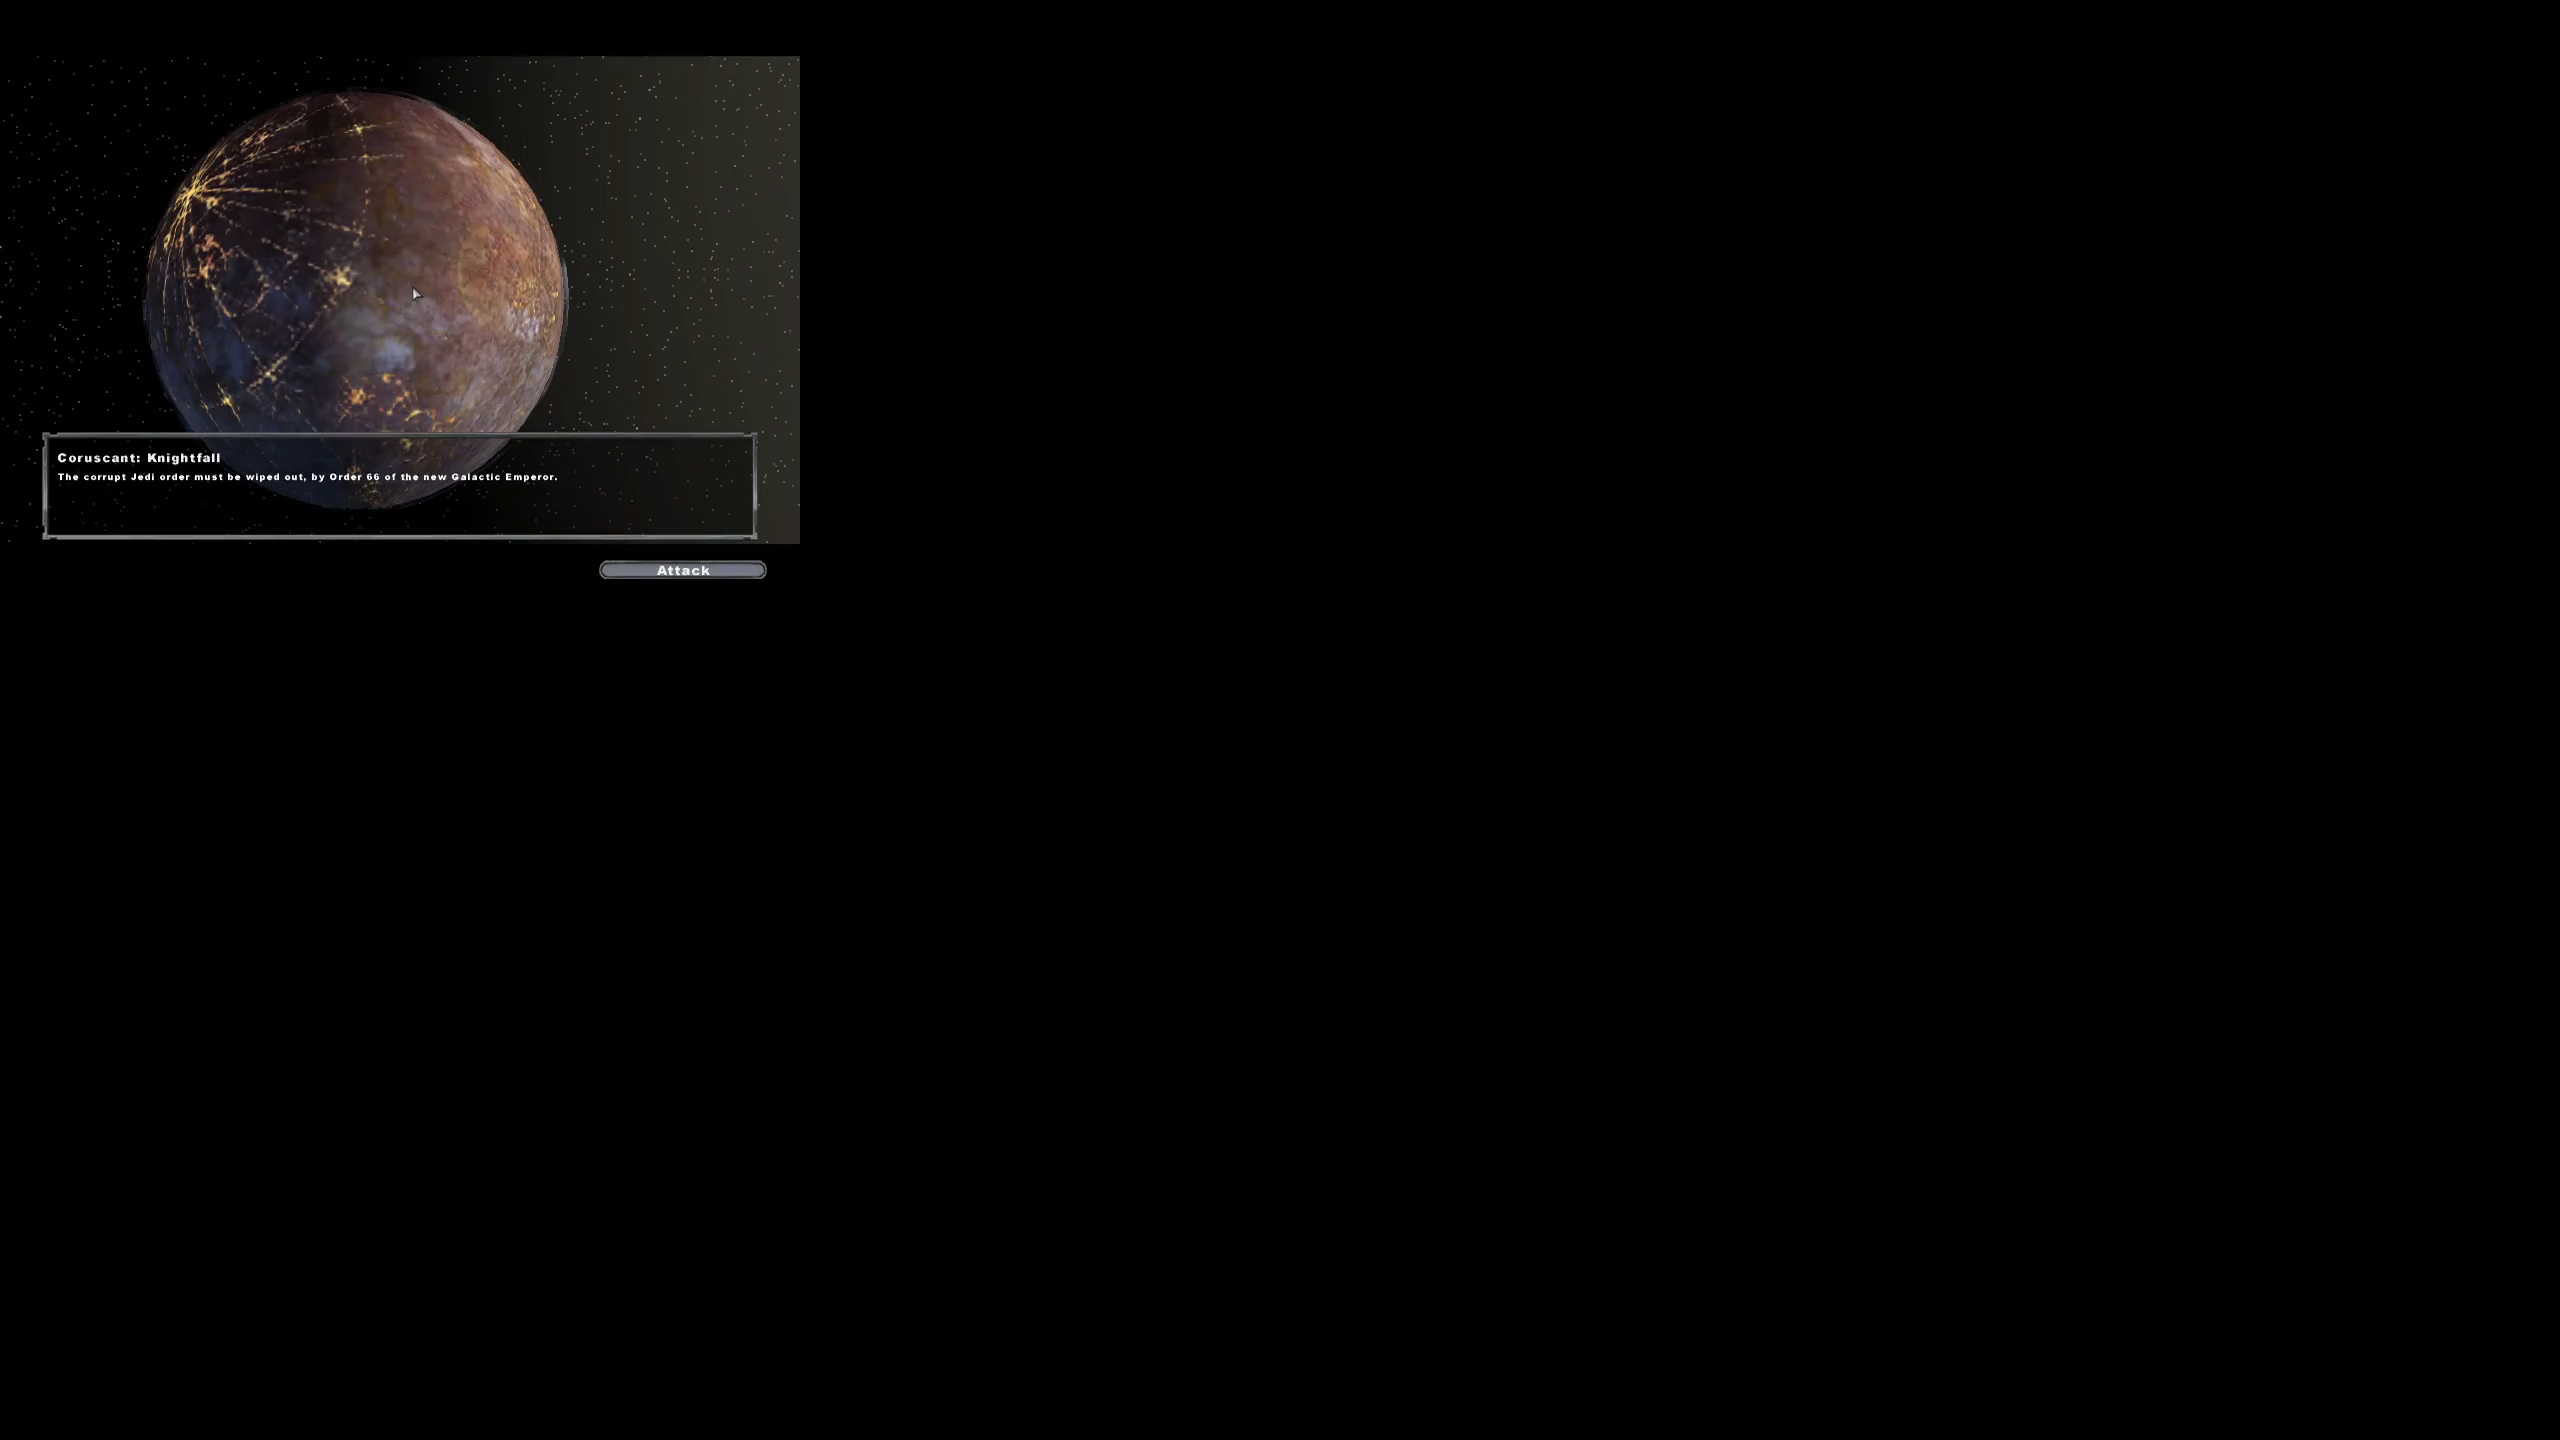 Coruscant: Knightfall
The corrupt Jedi order must be wiped out, by Order 66 of the new Galactic Emperor.
Attack